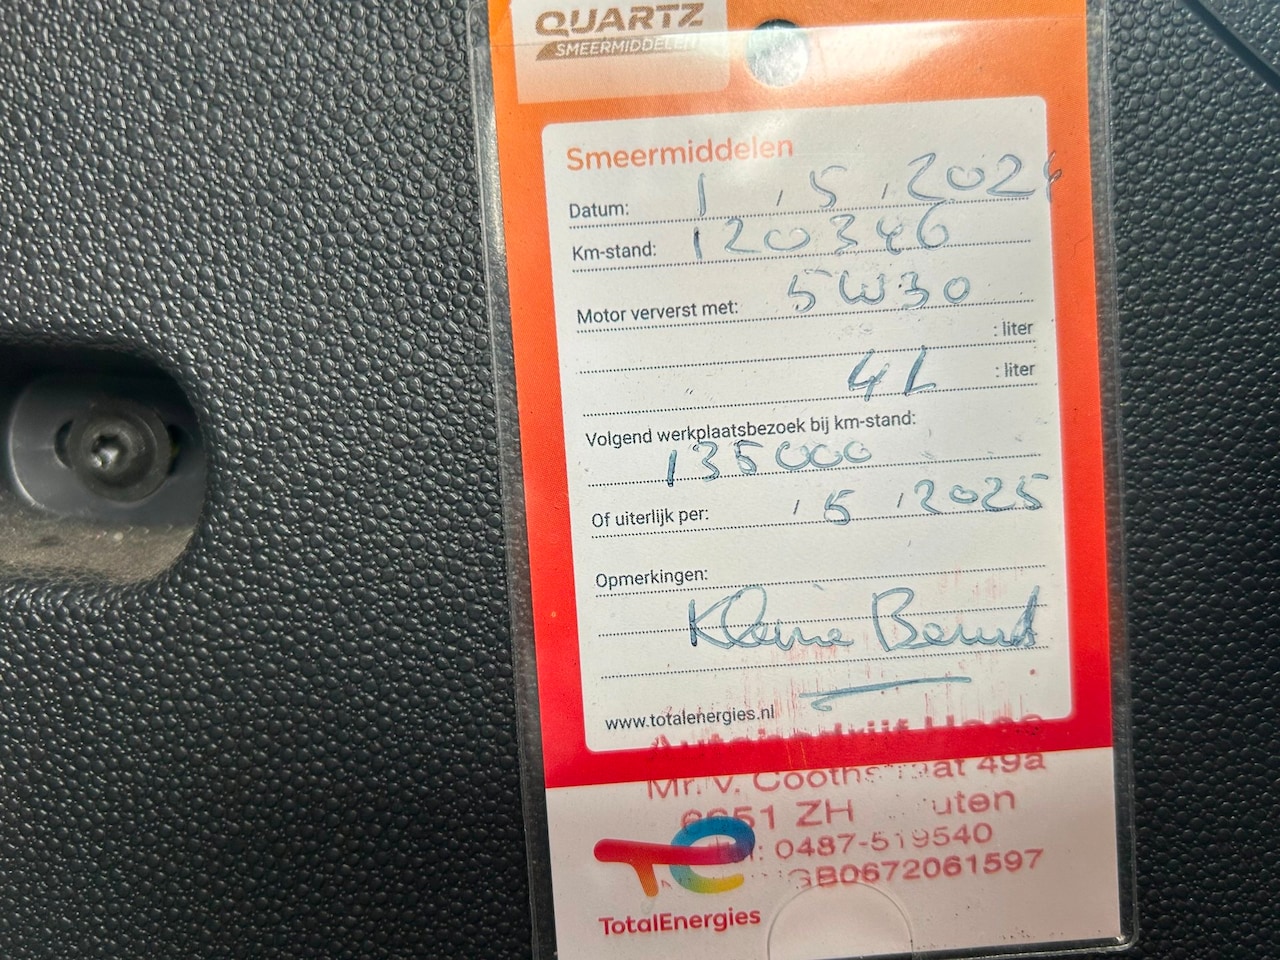 QUARTZ
SMEERMIDDELEN
Smeermiddelen
Datum: 1 . 5 . 2024
Km-stand: 120346
Motor ververst met: 5W30
: liter
4L : liter
Volgend werkplaatsbezoek bij km-stand:
135000
Of uiterlijk per: 5 2025
Opmerkingen:
Kleine Beurt
www.totalenergies.nl
Mr. v. Coothstraat 49a
6651 ZH
: 0487-519540
GB0672061597
TotalEnergies